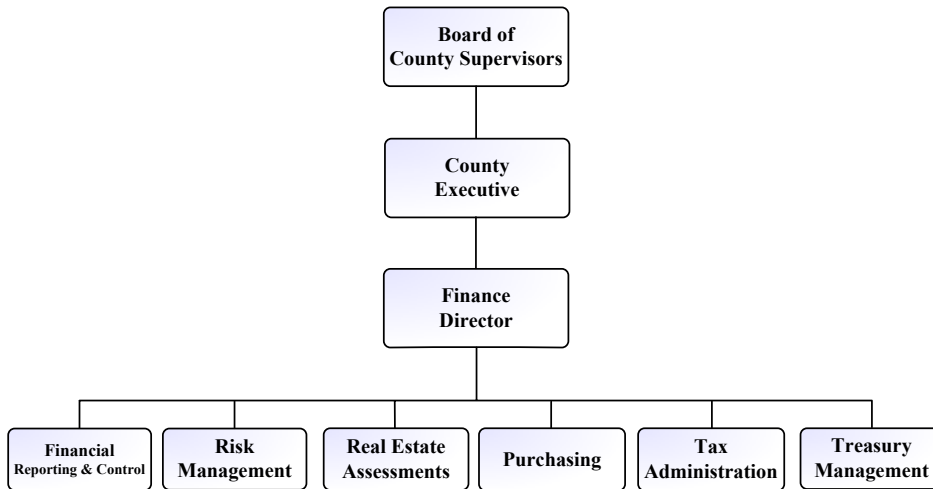 Board of
County Supervisors
County
Executive
Finance
Director
Financial
Reporting & Control
Risk
Management
Real Estate
Assessments
Purchasing
Tax
Administration
Treasury
Management